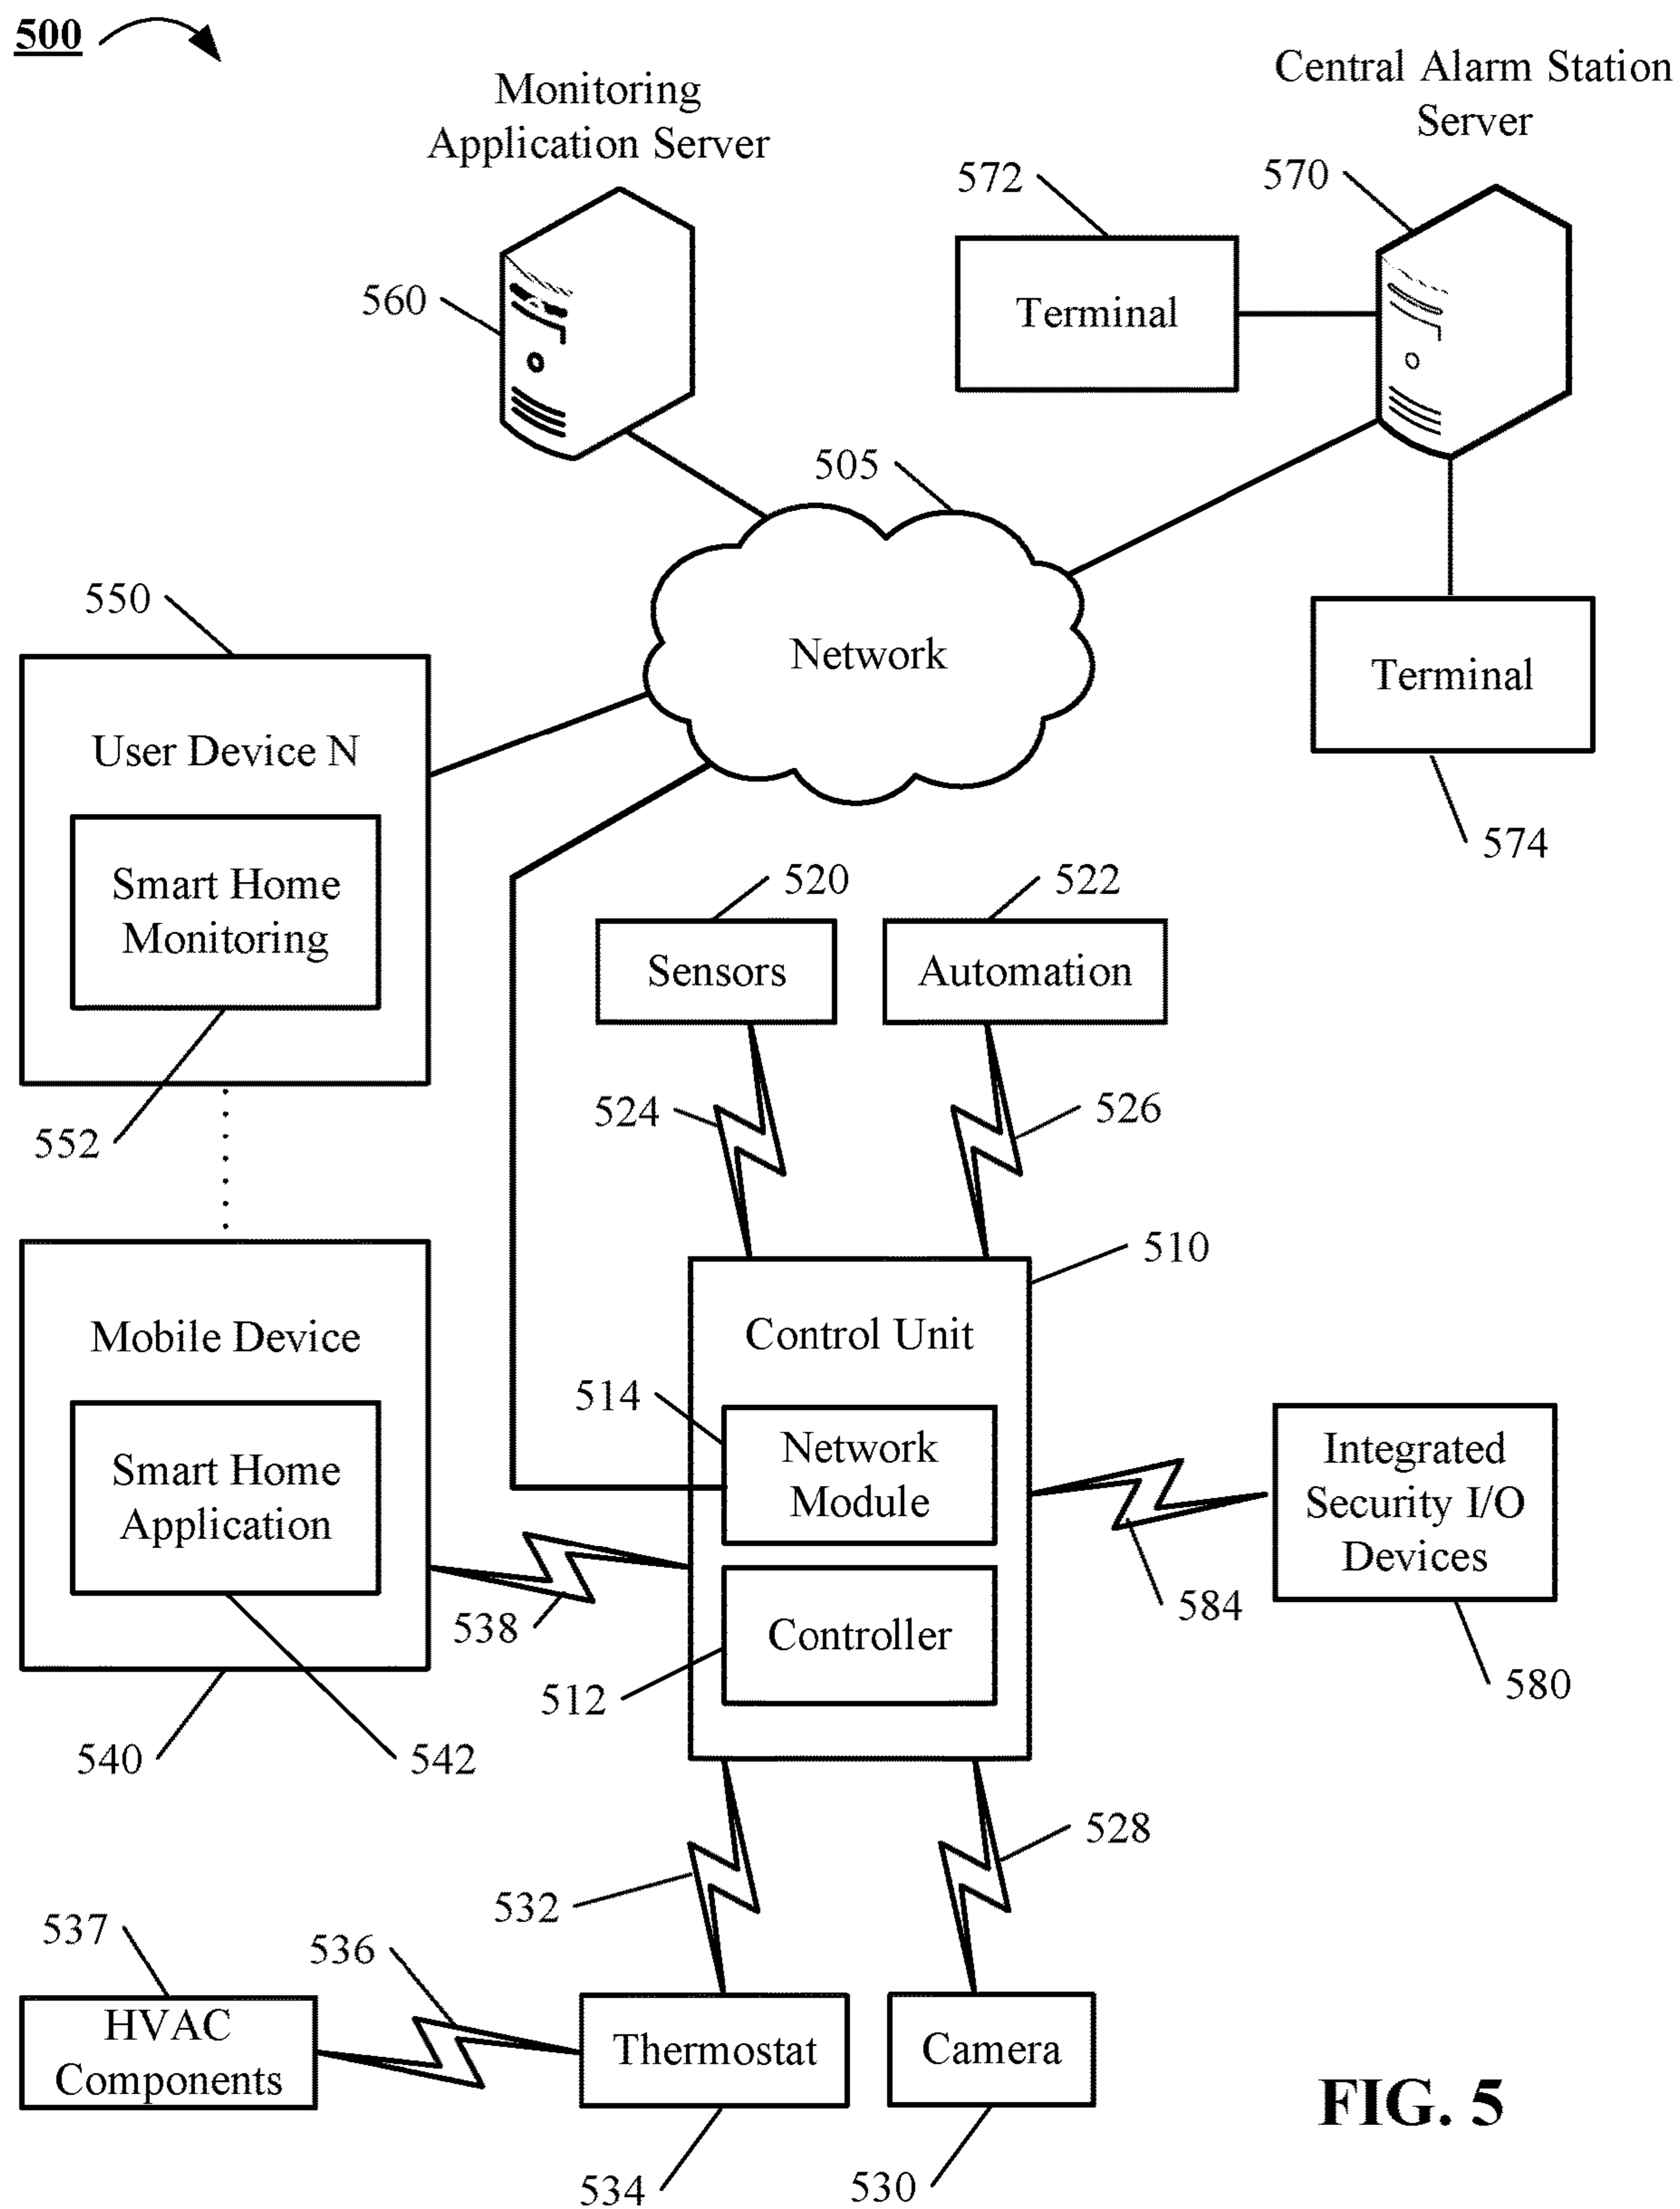 500
Monitoring
Application Server
Central Alarm Station
Server
572
570
Terminal
560
505
550
Network
Terminal
User Device N
574
Smart Home
Monitoring
520
522
Sensors
Automation
524
526
552
510
Mobile Device
Control Unit
514
Smart Home
Application
Network
Module
Integrated
Security I/O
Devices
538
584
Controller
512
580
540
542
528
532
537
536
HVAC
Components
Thermostat
Camera
FIG. 5
534
530